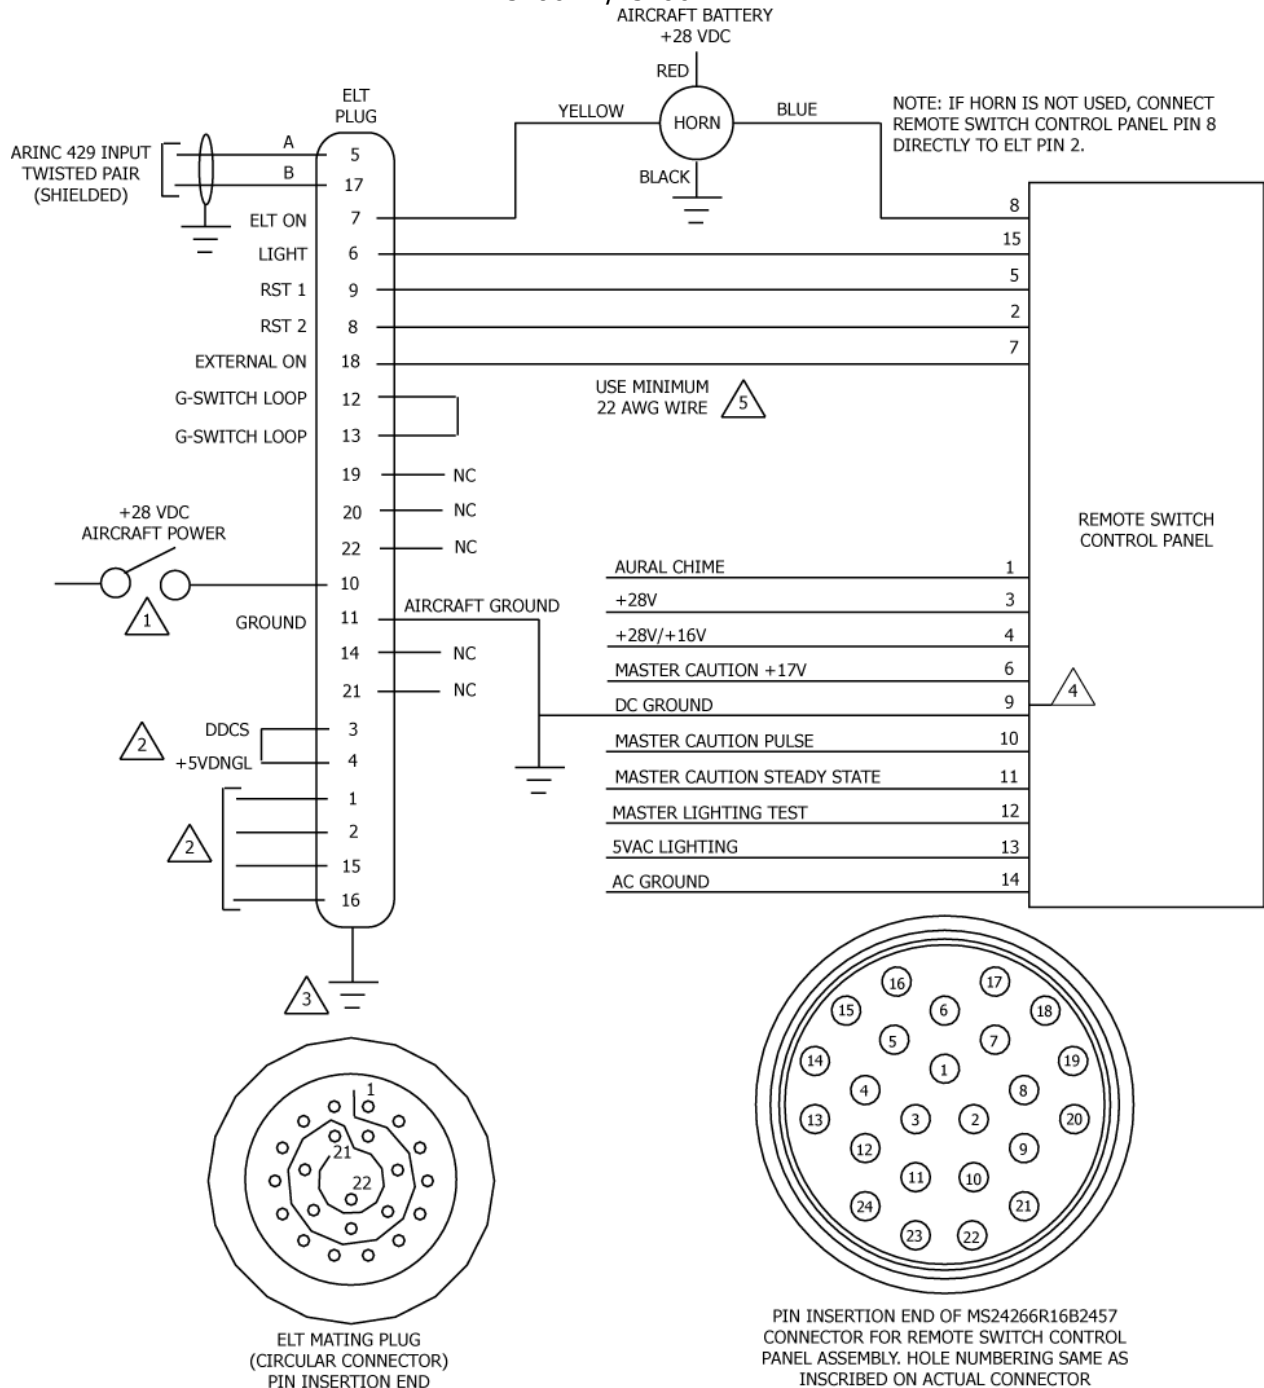 AIRCRAFT BATTERY
+28 VDC
RED
ELT
PLUG
YELLOW
HORN
BLUE
BLACK
NOTE: IF HORN IS NOT USED, CONNECT
REMOTE SWITCH CONTROL PANEL PIN 8
DIRECTLY TO ELT PIN 2.
ARINC 429 INPUT
TWISTED PAIR
(SHIELDED)
A
5
B
17
ELT ON
7
8
LIGHT
6
15
RST 1
9
5
RST 2
8
2
EXTERNAL ON
18
7
USE MINIMUM
22 AWG WIRE
5
G-SWITCH LOOP
12
G-SWITCH LOOP
13
19
NC
20
NC
22
NC
+28 VDC
AIRCRAFT POWER
1
10
GROUND
11
AIRCRAFT GROUND
14
NC
21
NC
2
DDCS
3
+5VDNGL
4
2
1
2
15
16
3
REMOTE SWITCH
CONTROL PANEL
AURAL CHIME
1
+28V
3
+28V/+16V
4
MASTER CAUTION +17V
6
DC GROUND
9
4
MASTER CAUTION PULSE
10
MASTER CAUTION STEADY STATE
11
MASTER LIGHTING TEST
12
5VAC LIGHTING
13
AC GROUND
14
1
21
22
ELT MATING PLUG
(CIRCULAR CONNECTOR)
PIN INSERTION END
16
17
15
6
18
5
7
14
1
19
4
8
13
3
2
20
12
9
11
10
24
21
23
22
PIN INSERTION END OF MS24266R16B2457
CONNECTOR FOR REMOTE SWITCH CONTROL
PANEL ASSEMBLY. HOLE NUMBERING SAME AS
INSCRIBED ON ACTUAL CONNECTOR